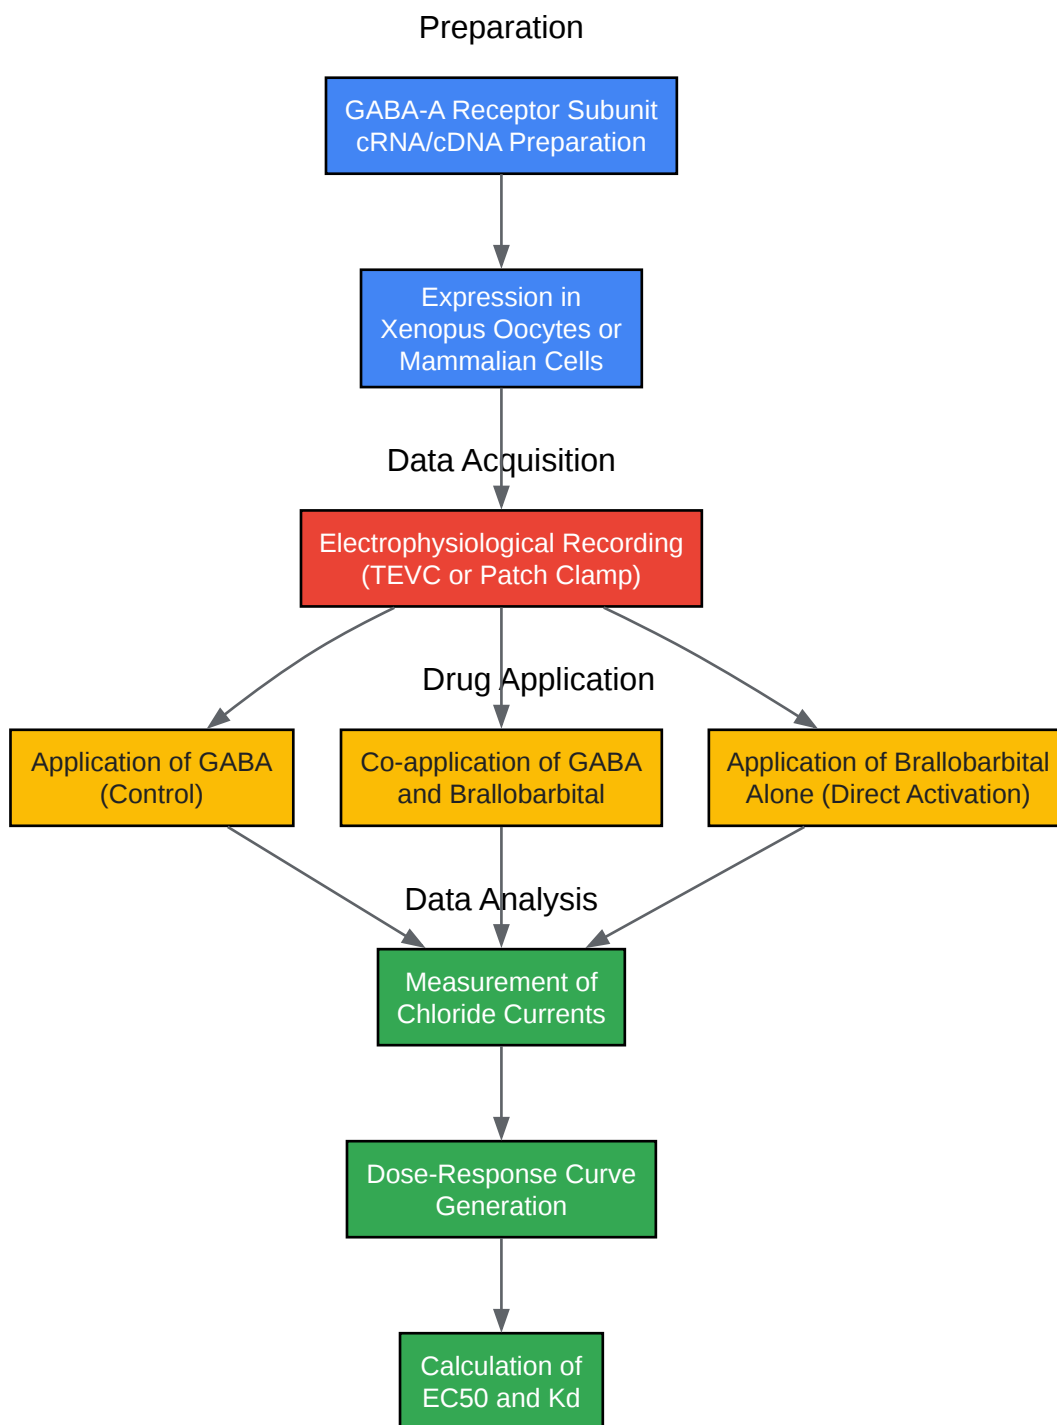 Preparation
GABA-A Receptor Subunit
cRNA/cDNA Preparation
Expression in
Xenopus Oocytes or
Mammalian Cells
Data Acquisition
Electrophysiological Recording
(TEVC or Patch Clamp)
Drug Application
Application of GABA
(Control)
Co-application of GABA
and Brallobarbital
Application of Brallobarbital
Alone (Direct Activation)
Data Analysis
Measurement of
Chloride Currents
Dose-Response Curve
Generation
Calculation of
EC50 and Kd